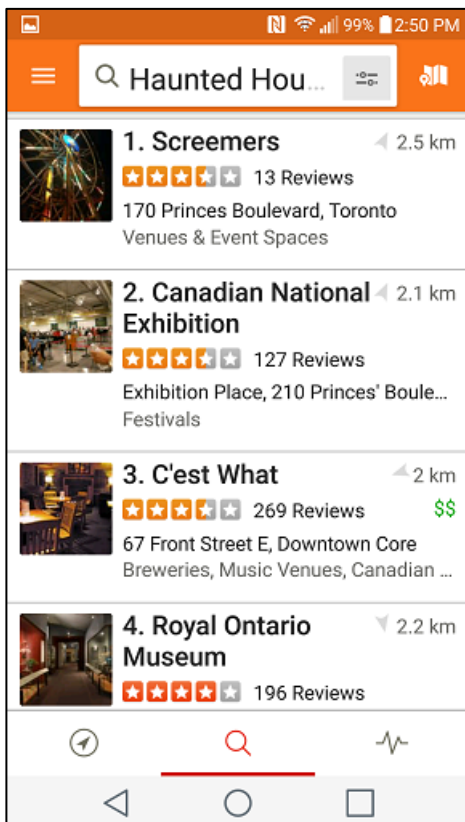 99% 2:50 PM
Haunted Hou...
1. Screemers 2.5 km
13 Reviews
170 Princes Boulevard, Toronto
Venues & Event Spaces
2. Canadian National 2.1 km
Exhibition
127 Reviews
Exhibition Place, 210 Princes' Boule...
Festivals
3. C'est What 2 km
269 Reviews $$
67 Front Street E, Downtown Core
Breweries, Music Venues, Canadian ...
4. Royal Ontario 2.2 km
Museum
196 Reviews